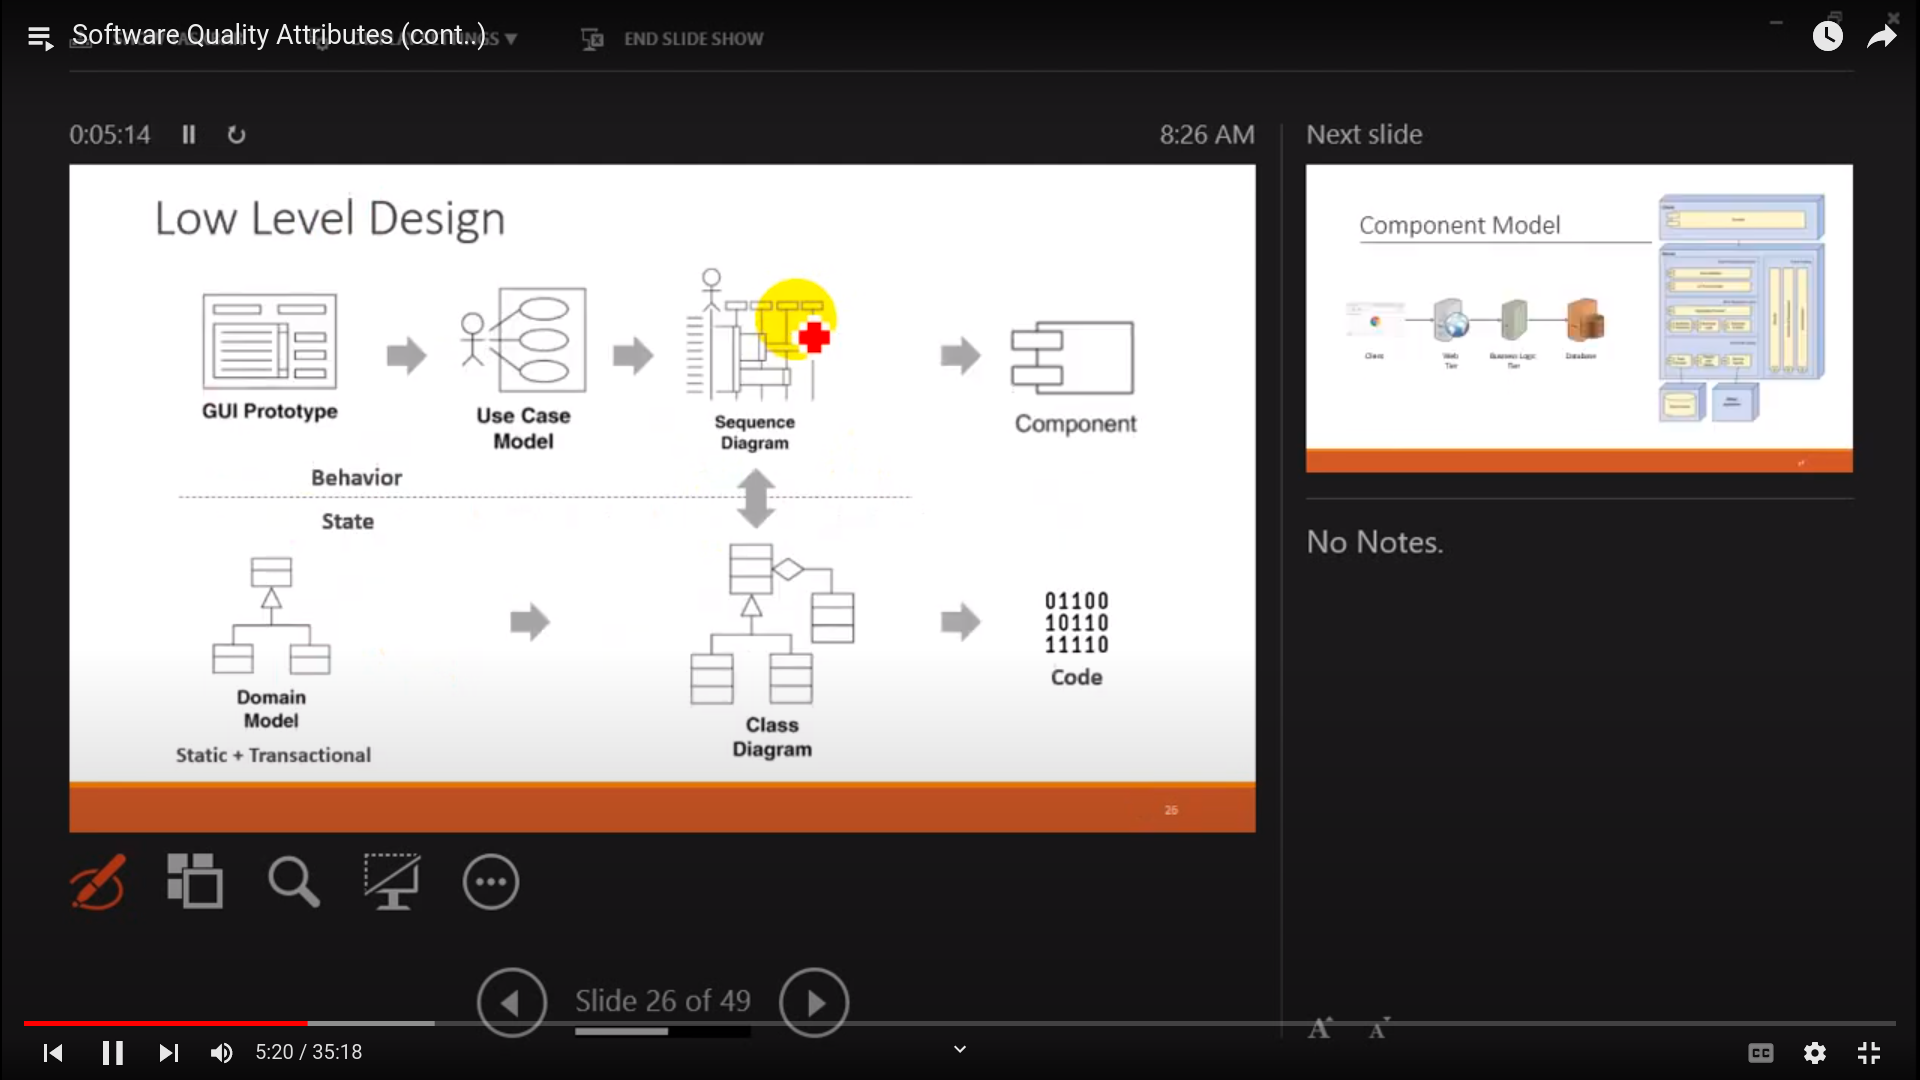 Software Quality Attributes (cont..)
END SLIDE SHOW
0:05:14
8:26 AM
Next slide
Low Level Design
GUI Prototype
Use Case
Model
Sequence
Diagram
Component
Behavior
State
Domain
Model
Static + Transactional
Class
Diagram
01100
10110
11110
Code
26
Component Model
Client
Web
Tier
Business Logic
Tier
Database
No Notes.
Slide 26 of 49
A A
5:20 / 35:18
CC